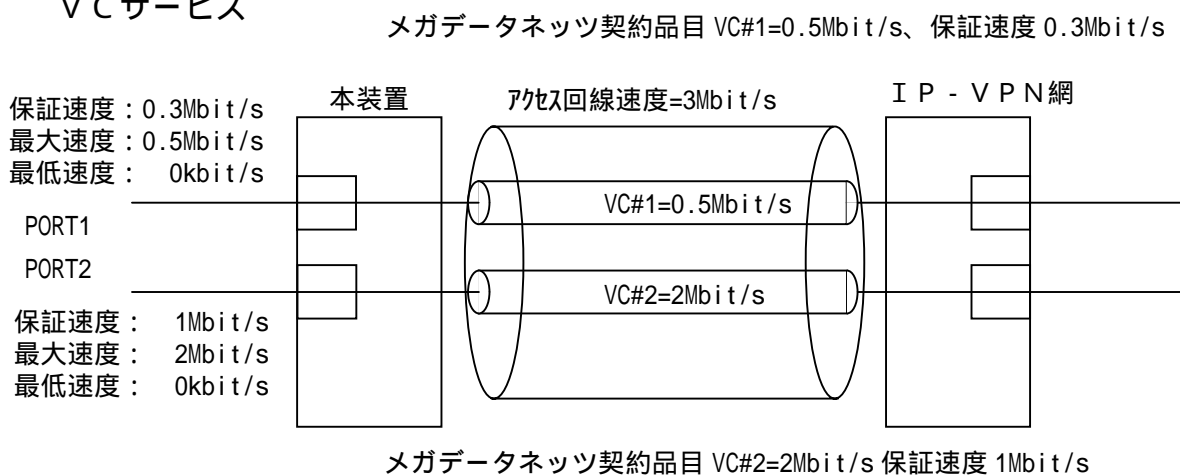 ＶＣサービス
メガデータネッツ契約品目 VC#1=0.5Mbit/s、保証速度 0.3Mbit/s
保証速度：0.3Mbit/s
最大速度：0.5Mbit/s
最低速度： 0kbit/s
本装置
ｱｸｾｽ回線速度=3Mbit/s
ＩＰ‐ＶＰＮ網
VC#1=0.5Mbit/s
PORT1
PORT2
VC#2=2Mbit/s
保証速度： 1Mbit/s
最大速度： 2Mbit/s
最低速度： 0kbit/s
メガデータネッツ契約品目 VC#2=2Mbit/s 保証速度 1Mbit/s